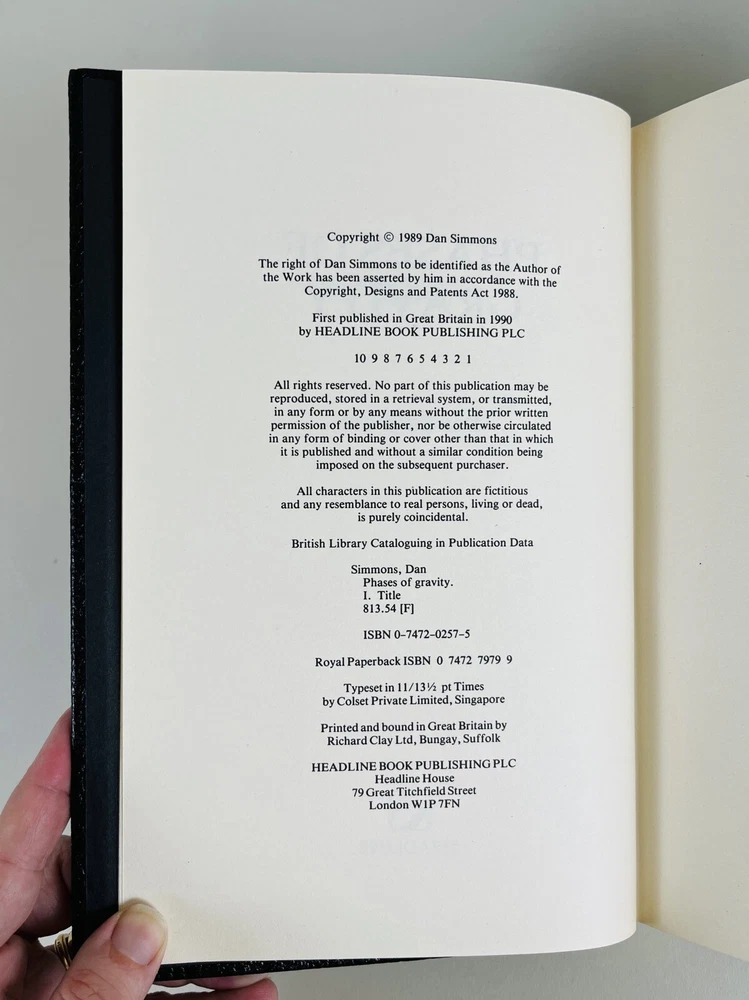 Copyright © 1989 Dan Simmons
The right of Dan Simmons to be identified as the Author of
the Work has been asserted by him in accordance with the
Copyright, Designs and Patents Act 1988.
First published in Great Britain in 1990
by HEADLINE BOOK PUBLISHING PLC
10 9 8 7 6 5 4 3 2 1
All rights reserved. No part of this publication may be
reproduced, stored in a retrieval system, or transmitted,
in any form or by any means without the prior written
permission of the publisher, nor be otherwise circulated
in any form of binding or cover other than that in which
it is published and without a similar condition being
imposed on the subsequent purchaser.
All characters in this publication are fictitious
and any resemblance to real persons, living or dead,
is purely coincidental.
British Library Cataloguing in Publication Data
Simmons, Dan
Phases of gravity.
I. Title
813.54 [F]
ISBN 0-7472-0257-5
Royal Paperback ISBN 0 7472 7979 9
Typeset in 11/13½ pt Times
by Colset Private Limited, Singapore
Printed and bound in Great Britain by
Richard Clay Ltd, Bungay, Suffolk
HEADLINE BOOK PUBLISHING PLC
Headline House
79 Great Titchfield Street
London W1P 7FN